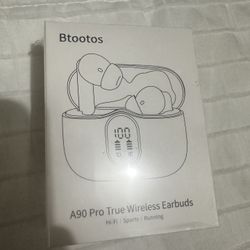 Btootos
100
A90 Pro True Wireless Earbuds
Hi-Fi | Sports | Running